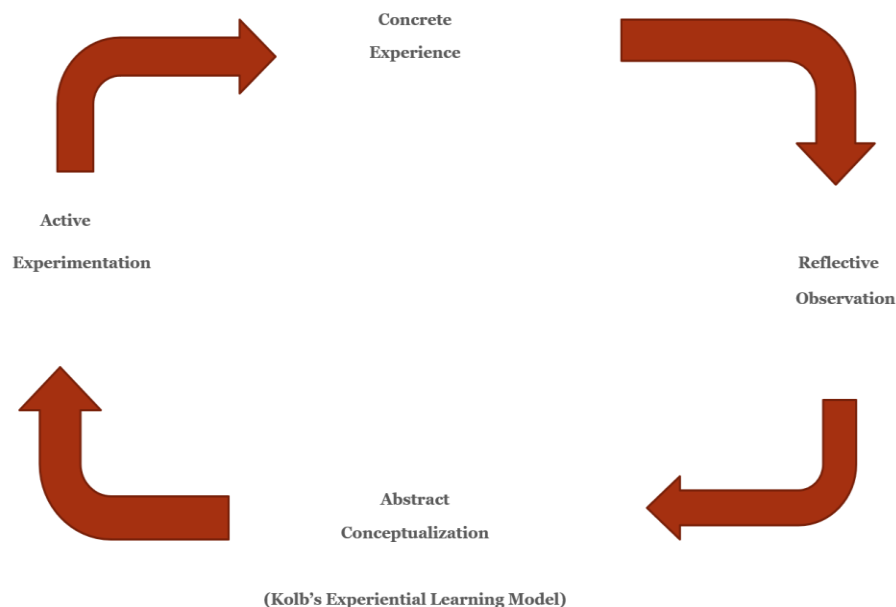 Concrete
Experience
Active
Experimentation
Reflective
Observation
Abstract
Conceptualization
(Kolb’s Experiential Learning Model)